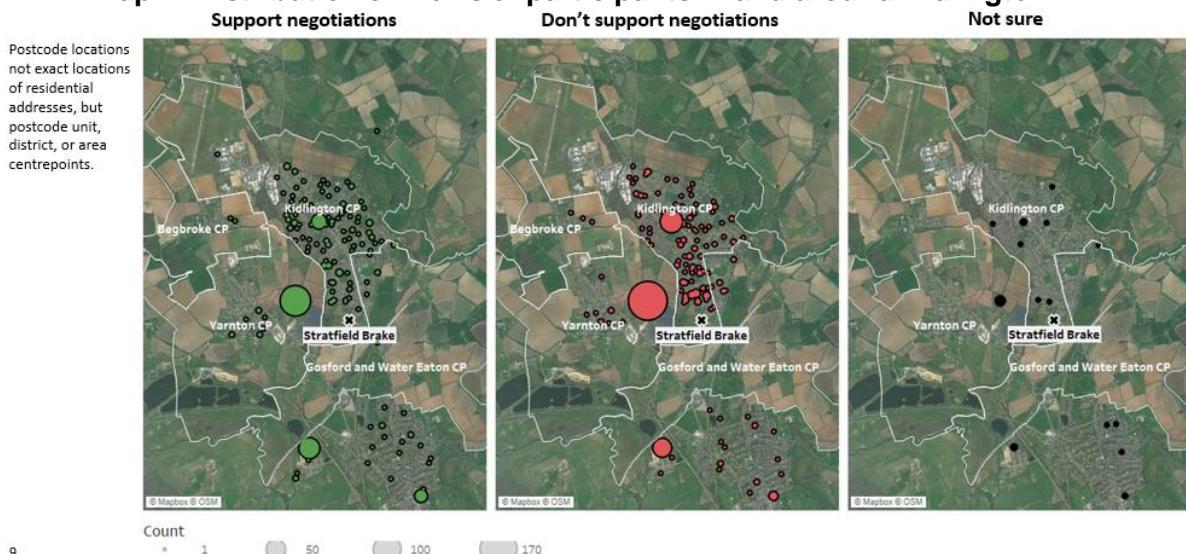 Support negotiations
Don't support negotiations
Not sure
Postcode locations
not exact locations
of residential
addresses, but
postcode unit,
district, or area
centrepoints.
Kidlington CP
Begbroke CP
Yarnton CP
Stratfield Brake
Gosford and Water Eaton CP
© Mapbox © OSM
Kidlington CP
Begbroke CP
Yarnton CP
Stratfield Brake
Gosford and Water Eaton CP
© Mapbox © OSM
Kidlington CP
Yarnton CP
Stratfield Brake
Gosford and Water Eaton CP
© Mapbox © OSM
Count
1 50 100 170
9